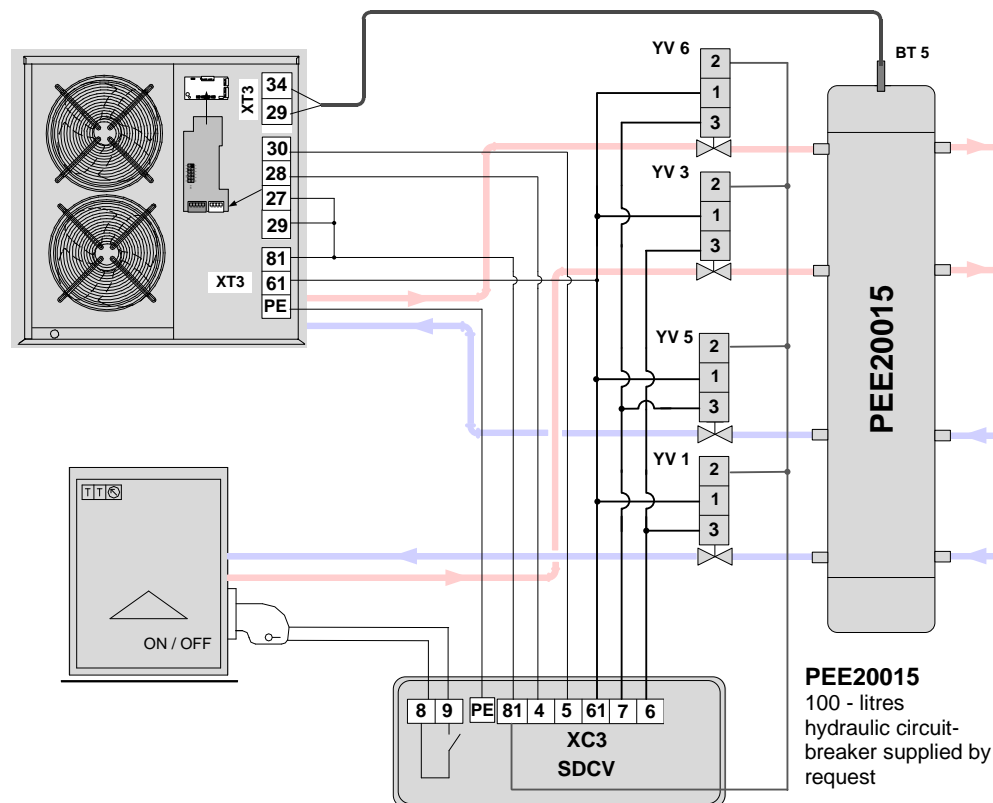 YV 6
BT 5
XT3
34
29
2
1
3
30
28
27
29
YV 3
2
1
3
XT3
81
61
PE
PEE20015
YV 5
2
1
3
YV 1
2
1
3
T T
ON / OFF
8 9 PE 81 4 5 61 7 6
XC3
SDCV
PEE20015
100 - litres
hydraulic circuit-
breaker supplied by
request